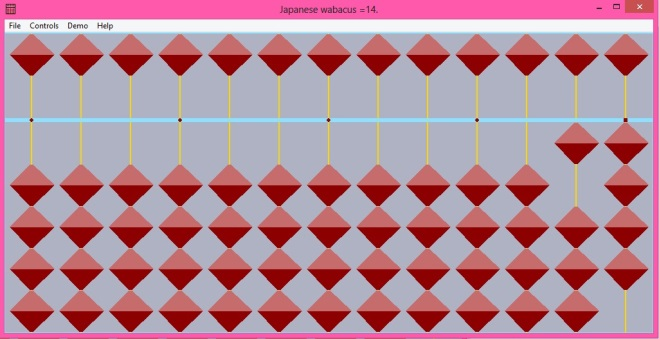 Japanese wabacus =14.
File Controls Demo Help